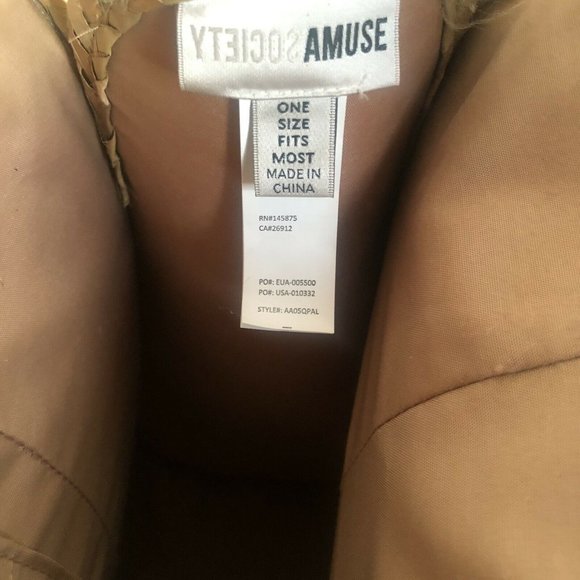 SOCIETY AMUSE
ONE
SIZE
FITS
MOST
MADE IN
CHINA
RN#145875
CA#26912
PO#: EUA-005500
PO#: USA-010332
STYLE#: AA05QPAL